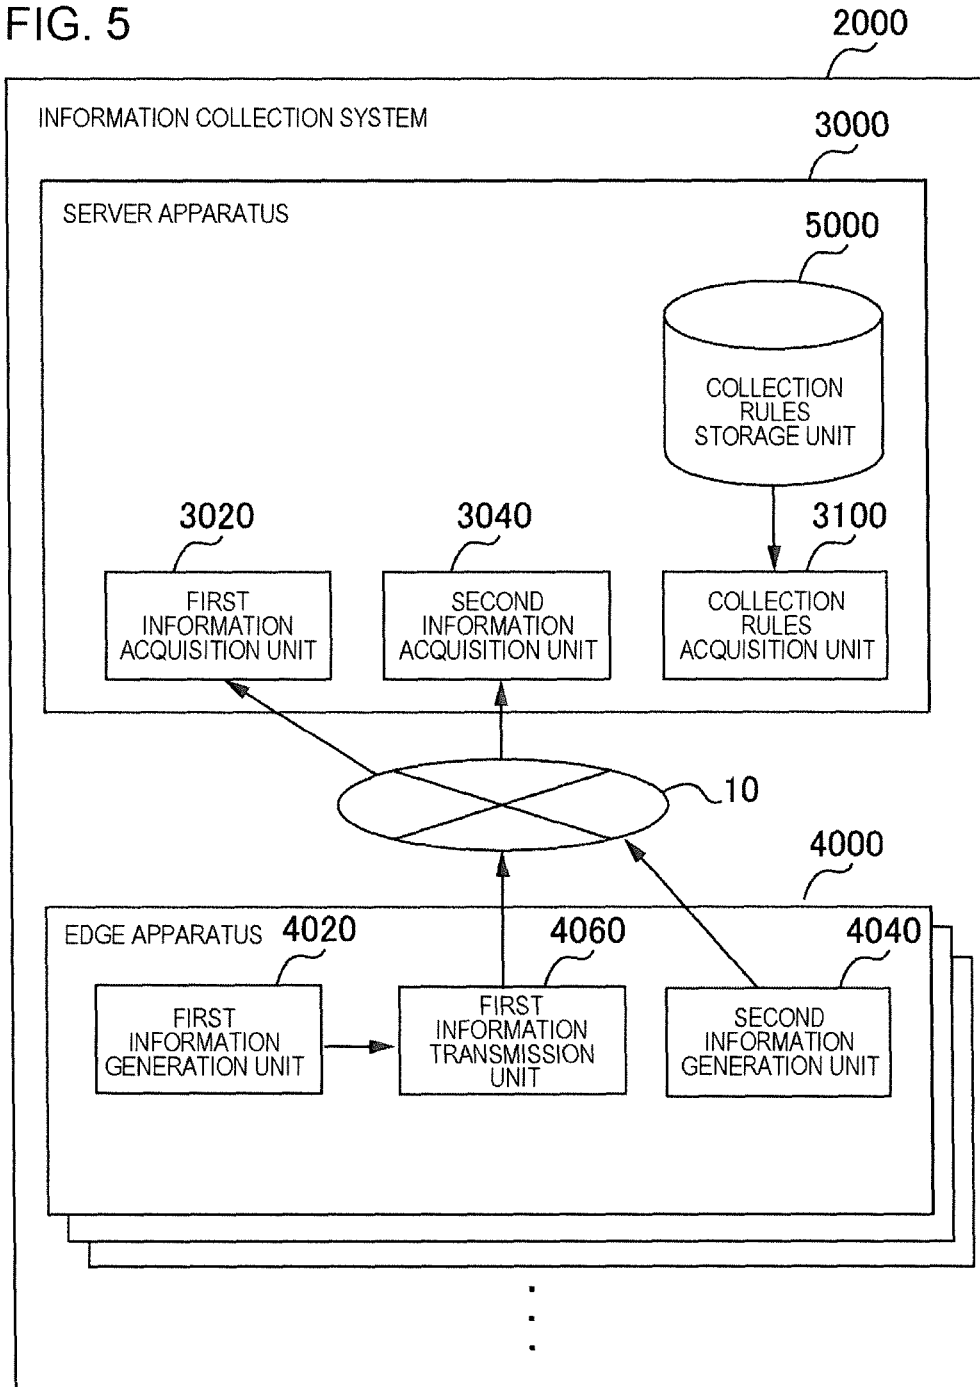 FIG. 5
2000
INFORMATION COLLECTION SYSTEM
3000
SERVER APPARATUS
5000
COLLECTION
RULES
STORAGE UNIT
3020
3040
3100
FIRST
INFORMATION
ACQUISITION UNIT
SECOND
INFORMATION
ACQUISITION UNIT
COLLECTION
RULES
ACQUISITION UNIT
10
4000
EDGE APPARATUS
4020
4060
4040
FIRST
INFORMATION
GENERATION UNIT
FIRST
INFORMATION
TRANSMISSION
UNIT
SECOND
INFORMATION
GENERATION UNIT